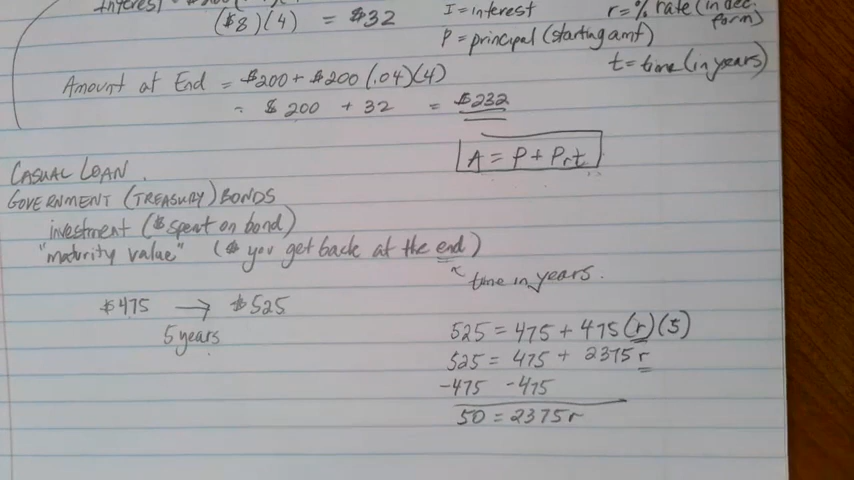 Interest =
($8)(4) = $32
I = interest
r = % rate (in dec. form)
P = principal (starting amt)
t = time (in years)
Amount at End = $200 + $200 (.04)(4)
= $200 + 32 = $232
A = P + Prt
CASUAL LOAN.
GOVERNMENT (TREASURY) BONDS
investment ($ spent on bond)
"maturity value" ($ you get back at the end)
time in years.
$475 → $525
5 years
525 = 475 + 475(r)(5)
525 = 475 + 2375r
-475 -475
50 = 2375r